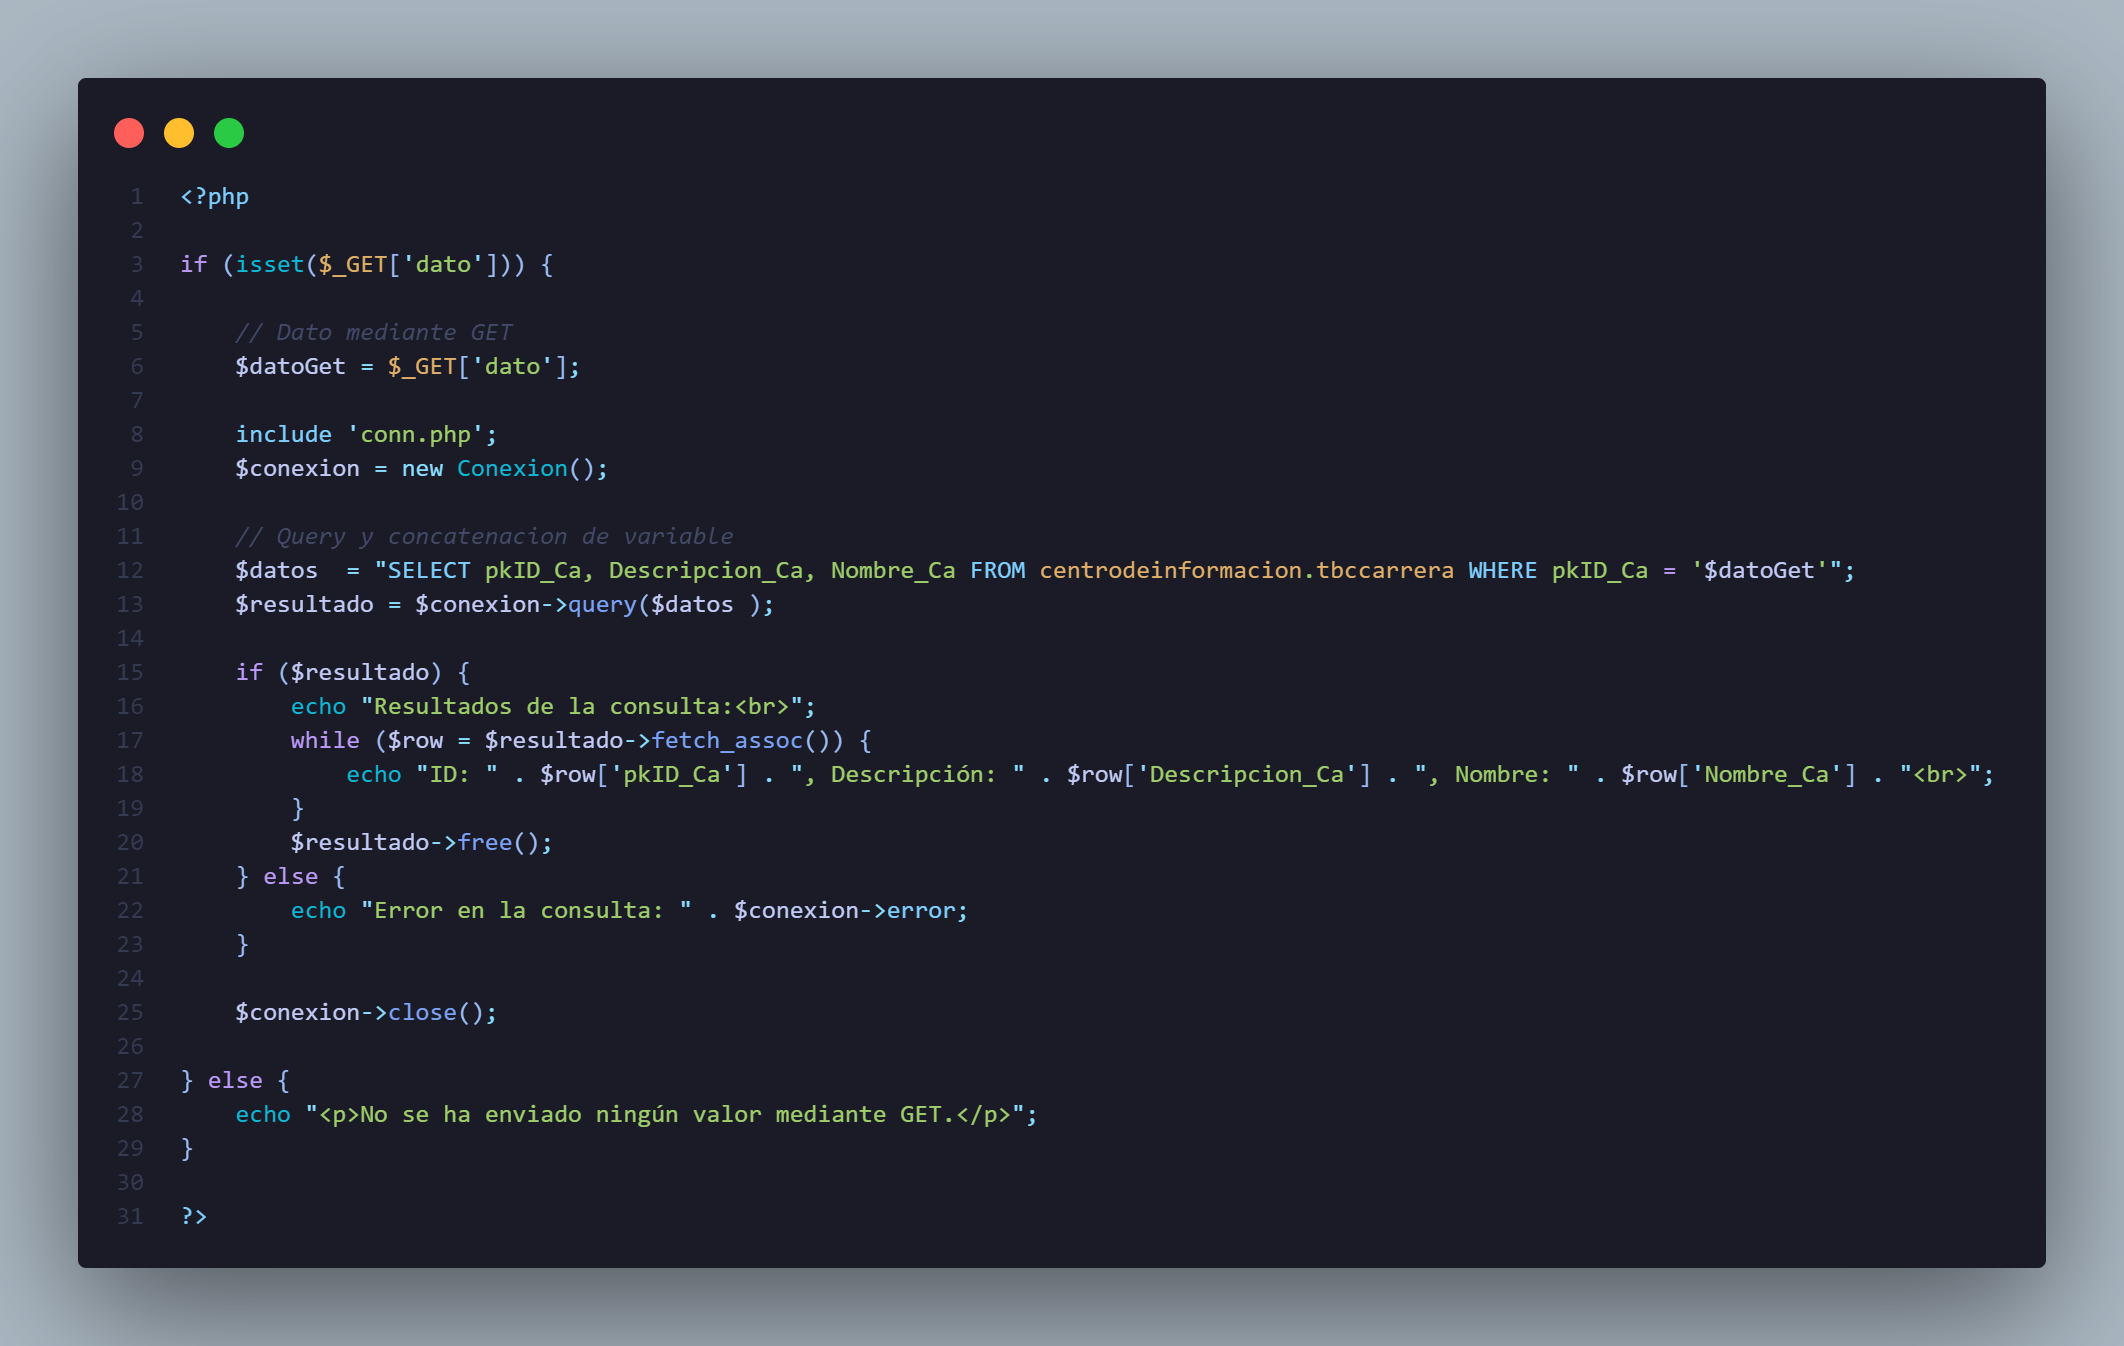 1 <?php
2
3 if (isset($_GET['dato'])) {
4
5     // Dato mediante GET
6     $datoGet = $_GET['dato'];
7
8     include 'conn.php';
9     $conexion = new Conexion();
10
11     // Query y concatenacion de variable
12     $datos  = "SELECT pkID_Ca, Descripcion_Ca, Nombre_Ca FROM centrodeinformacion.tbccarrera WHERE pkID_Ca = '$datoGet'";
13     $resultado = $conexion->query($datos );
14
15     if ($resultado) {
16         echo "Resultados de la consulta:<br>";
17         while ($row = $resultado->fetch_assoc()) {
18             echo "ID: " . $row['pkID_Ca'] . ", Descripción: " . $row['Descripcion_Ca'] . ", Nombre: " . $row['Nombre_Ca'] . "<br>";
19         }
20         $resultado->free();
21     } else {
22         echo "Error en la consulta: " . $conexion->error;
23     }
24
25     $conexion->close();
26
27 } else {
28     echo "<p>No se ha enviado ningún valor mediante GET.</p>";
29 }
30
31 ?>